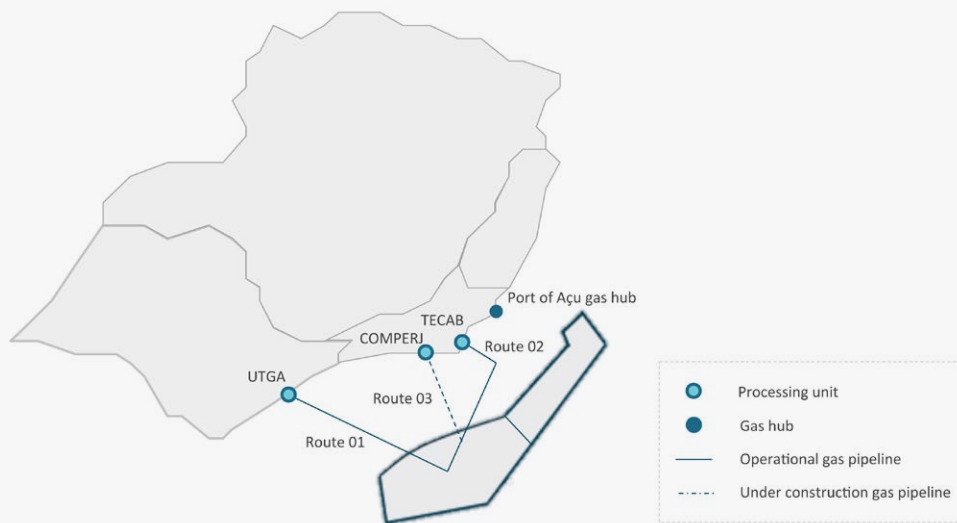 Port of Açu gas hub
TECAB
COMPERJ
Route 02
UTGA
Route 03
Route 01
Processing unit
Gas hub
Operational gas pipeline
Under construction gas pipeline